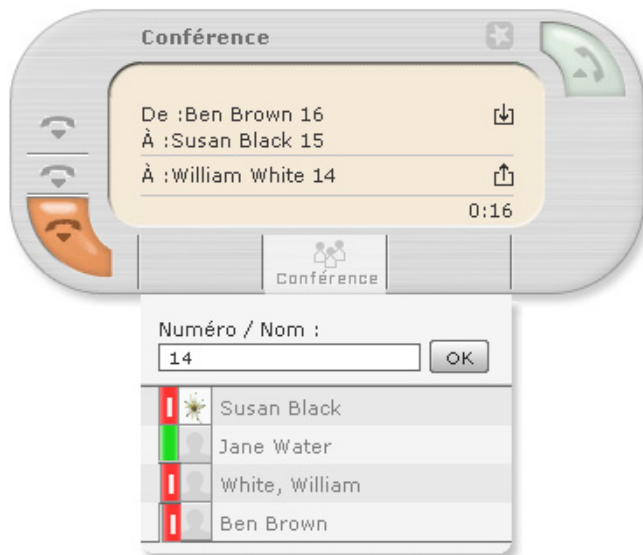 Conférence
De :Ben Brown 16
À :Susan Black 15
À :William White 14
0:16
Conférence
Numéro / Nom :
14 OK
Susan Black
Jane Water
White, William
Ben Brown